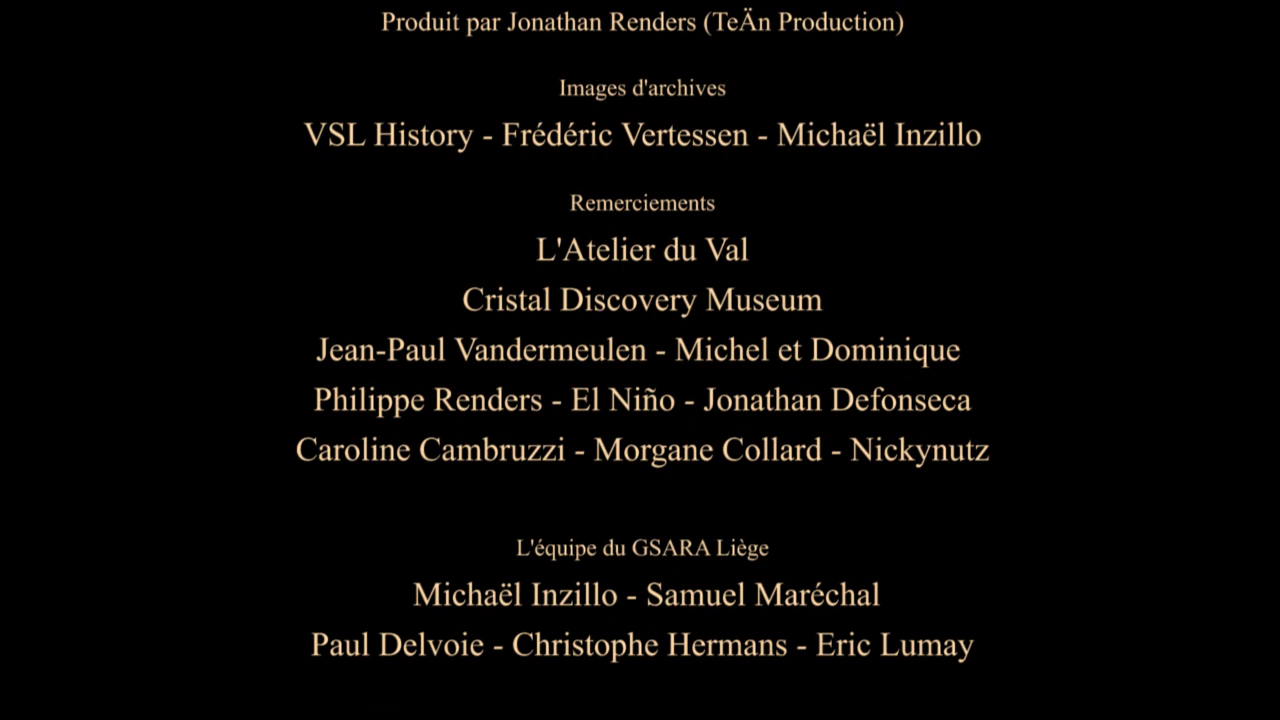 Produit par Jonathan Renders (TeÄn Production)
Images d'archives
VSL History - Frédéric Vertessen - Michaël Inzillo
Remerciements
L'Atelier du Val
Cristal Discovery Museum
Jean-Paul Vandermeulen - Michel et Dominique
Philippe Renders - El Niño - Jonathan Defonseca
Caroline Cambruzzi - Morgane Collard - Nickynutz
L'équipe du GSARA Liège
Michaël Inzillo - Samuel Maréchal
Paul Delvoie - Christophe Hermans - Eric Lumay